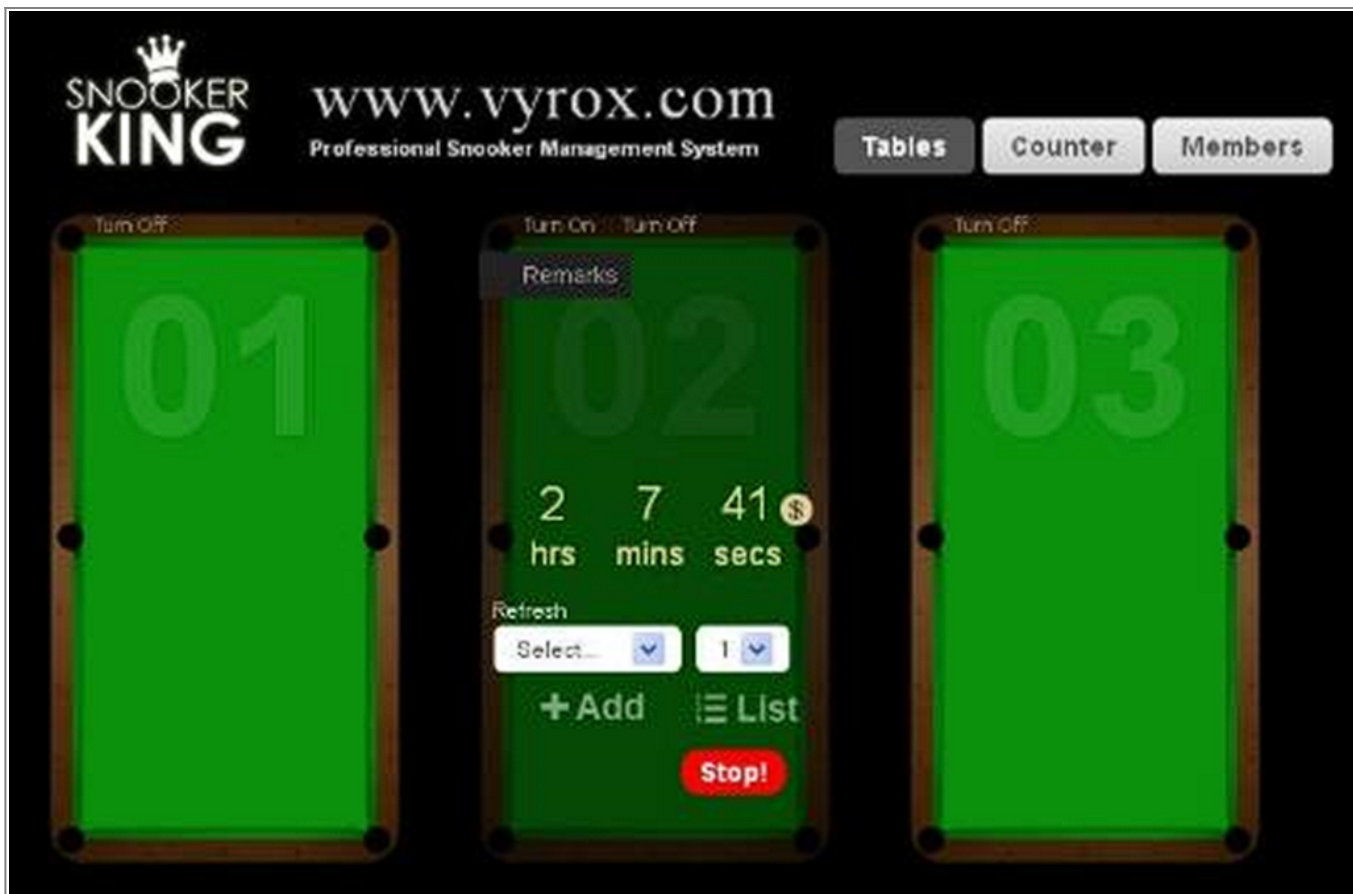 SNOOKER
KING
www.vyrox.com
Professional Snooker Management System
Tables
Counter
Members
Turn Off
01
Turn On Turn Off
Remarks
02
2 7 41 $
hrs mins secs
Refresh
Select... 1
+Add List
Stop!
Turn Off
03